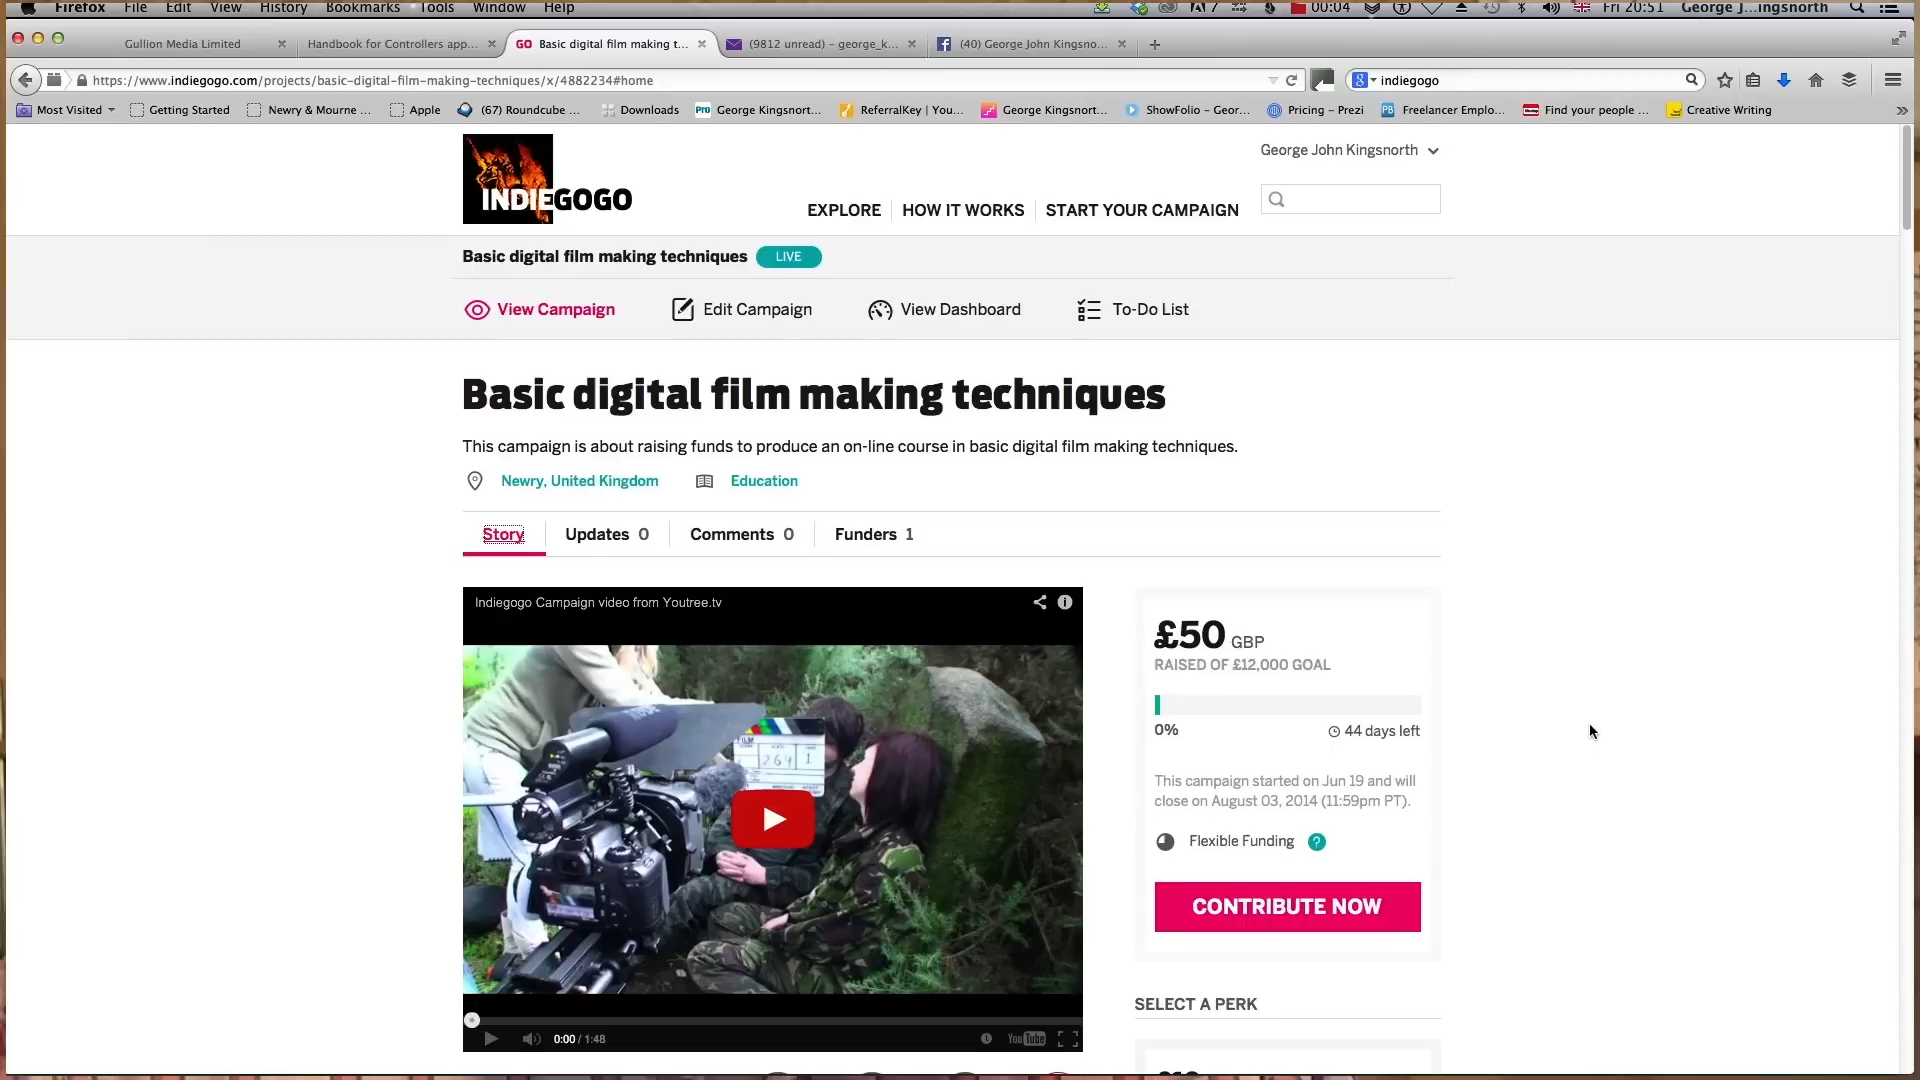 Firefox File Edit View History Bookmarks Tools Window Help 00:04 Fri 20:51 George J...ingsnorth
Gullion Media Limited Handbook for Controllers app... GO Basic digital film making t... (9812 unread) – george_k... (40) George John Kingsno...
https://www.indiegogo.com/projects/basic-digital-film-making-techniques/x/4882234#home indiegogo
Most Visited Getting Started Newry & Mourne ... Apple (67) Roundcube ... Downloads Pro George Kingsnort... ReferralKey | You... George Kingsnort... ShowFolio – Geor... Pricing – Prezi PB Freelancer Emplo... Find your people ... Creative Writing
George John Kingsnorth
INDIEGOGO
EXPLORE HOW IT WORKS START YOUR CAMPAIGN
Basic digital film making techniques LIVE
View Campaign Edit Campaign View Dashboard To-Do List
Basic digital film making techniques
This campaign is about raising funds to produce an on-line course in basic digital film making techniques.
Newry, United Kingdom Education
Story Updates 0 Comments 0 Funders 1
Indiegogo Campaign video from Youtree.tv
£50 GBP
RAISED OF £12,000 GOAL
0% 44 days left
This campaign started on Jun 19 and will
close on August 03, 2014 (11:59pm PT).
Flexible Funding ?
CONTRIBUTE NOW
SELECT A PERK
0:00 / 1:48 YouTube